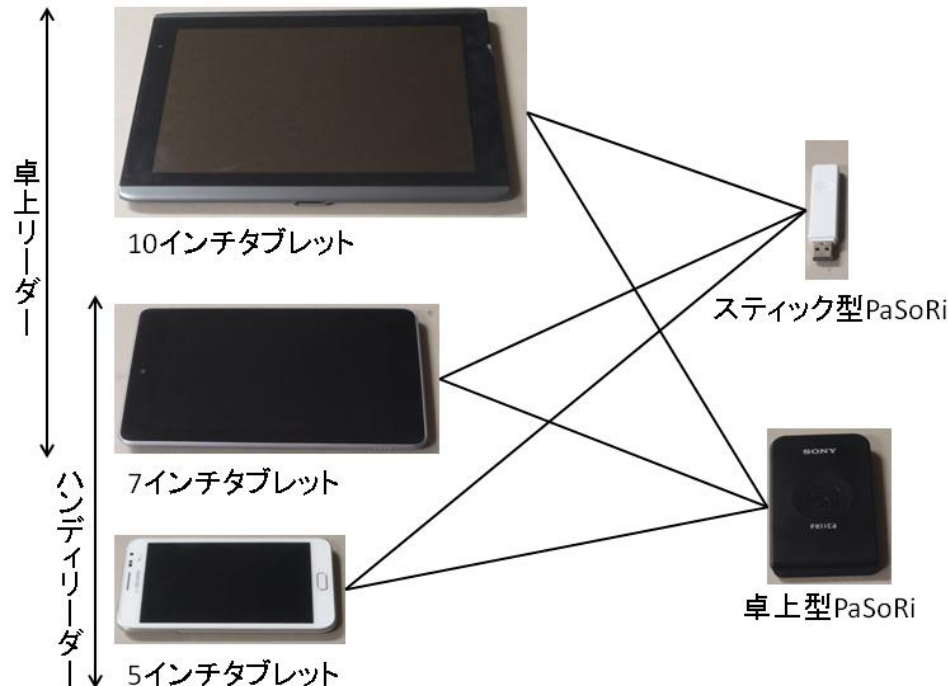 卓上リーダー
10インチタブレット
スティック型PaSoRi
ハンディリーダー
7インチタブレット
SONY
FeliCa
卓上型PaSoRi
5インチタブレット